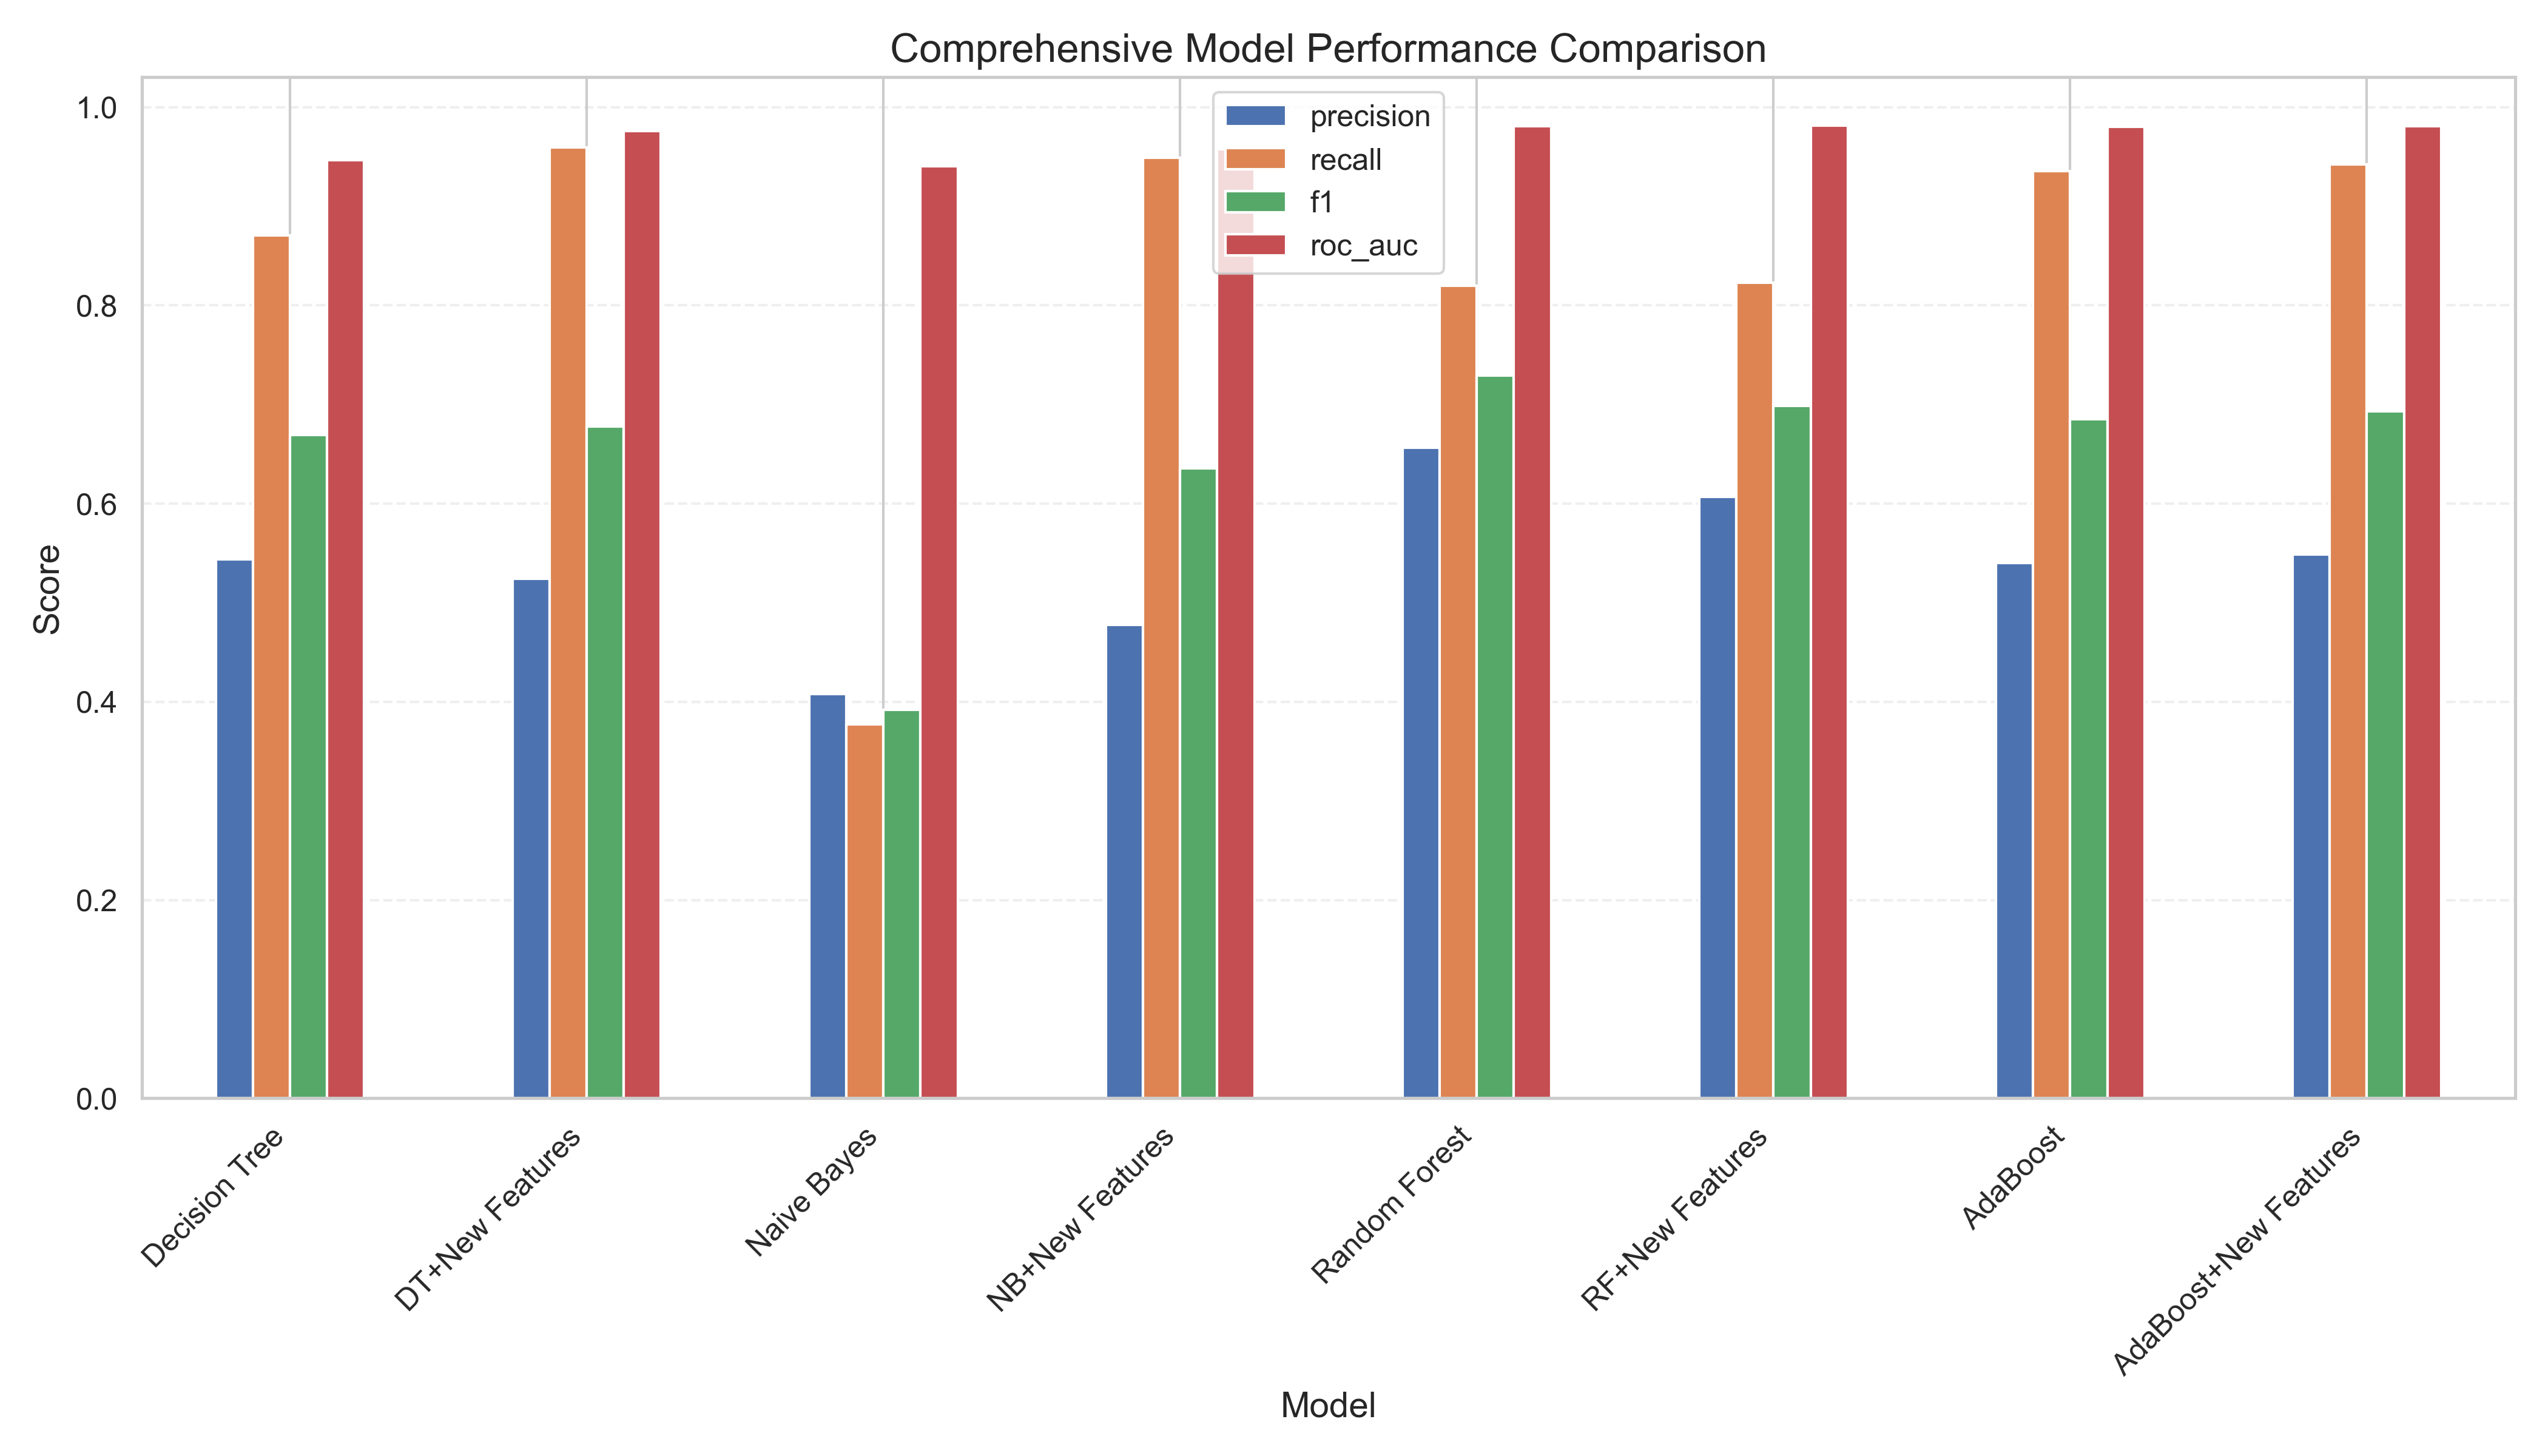 Comprehensive Model Performance Comparison
precision
recall
f1
roc_auc
Score
1.0
0.8
0.6
0.4
0.2
0.0
Decision Tree
DT+New Features
Naive Bayes
NB+New Features
Random Forest
RF+New Features
AdaBoost
AdaBoost+New Features
Model